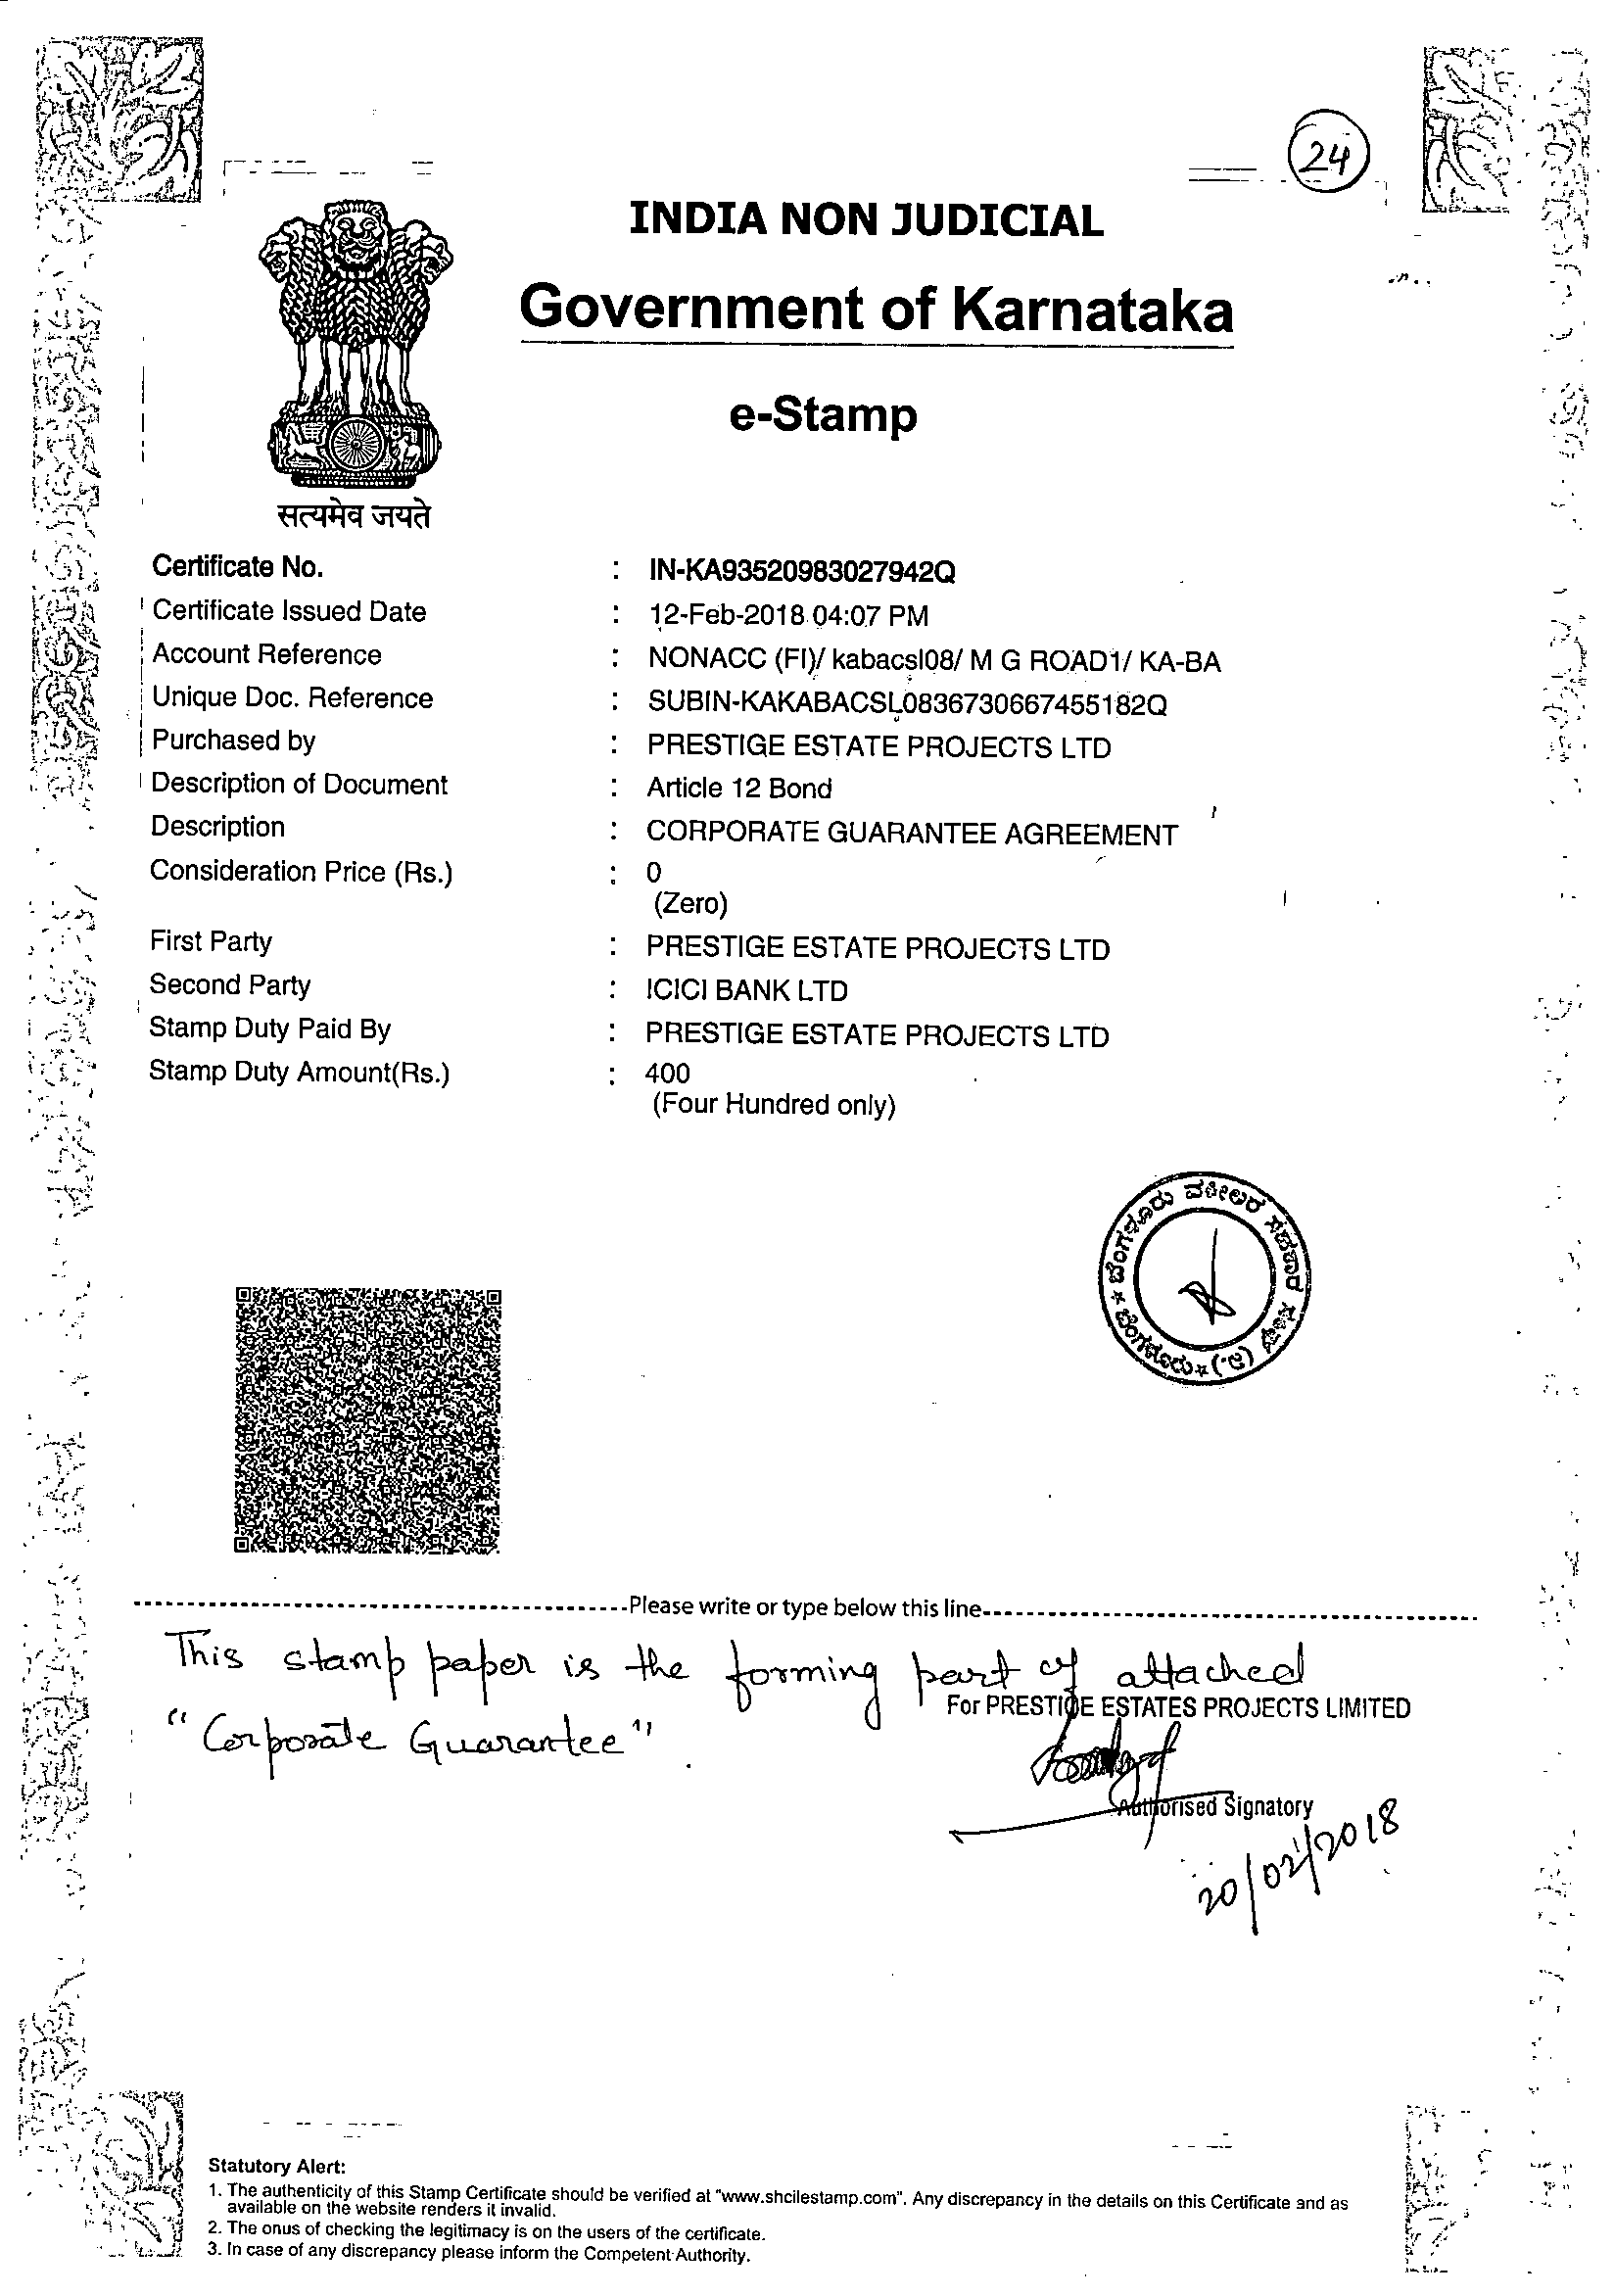 24
INDIA NON JUDICIAL
Government of Karnataka
e-Stamp
सत्यमेव जयते
Certificate No. : IN-KA93520983027942Q
Certificate Issued Date : 12-Feb-2018 04:07 PM
Account Reference : NONACC (FI)/ kabacsl08/ M G ROAD1/ KA-BA
Unique Doc. Reference : SUBIN-KAKABACSL0836730667455182Q
Purchased by : PRESTIGE ESTATE PROJECTS LTD
Description of Document : Article 12 Bond
Description : CORPORATE GUARANTEE AGREEMENT
Consideration Price (Rs.) : 0
(Zero)
First Party : PRESTIGE ESTATE PROJECTS LTD
Second Party : ICICI BANK LTD
Stamp Duty Paid By : PRESTIGE ESTATE PROJECTS LTD
Stamp Duty Amount(Rs.) : 400
(Four Hundred only)
ಬೆಂಗಳೂರು ವಕೀಲರ ಸಹಕಾರ ಸಂಘ (ನಿ.) * ಬೆಂಗಳೂರು *
Please write or type below this line
This stamp paper is the forming part of attached
"Corporate Guarantee".
For PRESTIGE ESTATES PROJECTS LIMITED
Authorised Signatory
20/02/2018
Statutory Alert:
1. The authenticity of this Stamp Certificate should be verified at "www.shcilestamp.com". Any discrepancy in the details on this Certificate and as
available on the website renders it invalid.
2. The onus of checking the legitimacy is on the users of the certificate.
3. In case of any discrepancy please inform the Competent Authority.